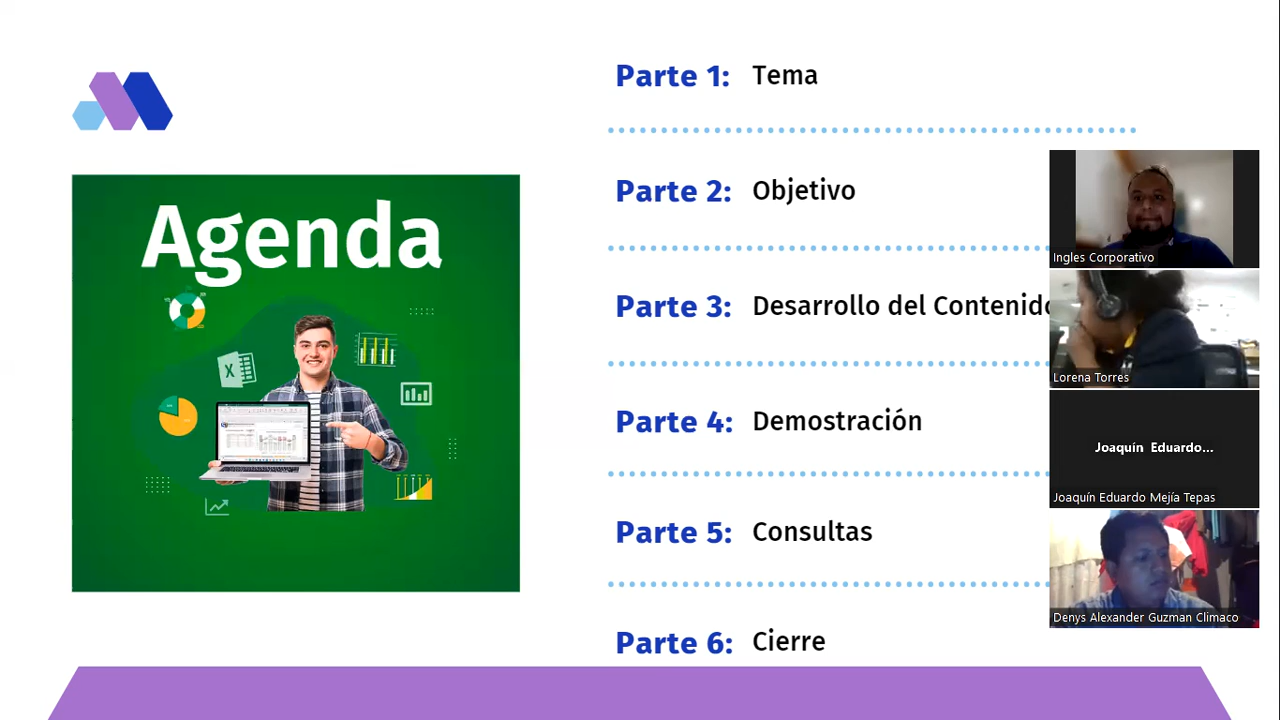 Agenda
Parte 1: Tema
Parte 2: Objetivo
Parte 3: Desarrollo del Contenido
Parte 4: Demostración
Parte 5: Consultas
Parte 6: Cierre
Ingles Corporativo
Lorena Torres
Joaquín Eduardo...
Joaquín Eduardo Mejía Tepas
Denys Alexander Guzman Climaco